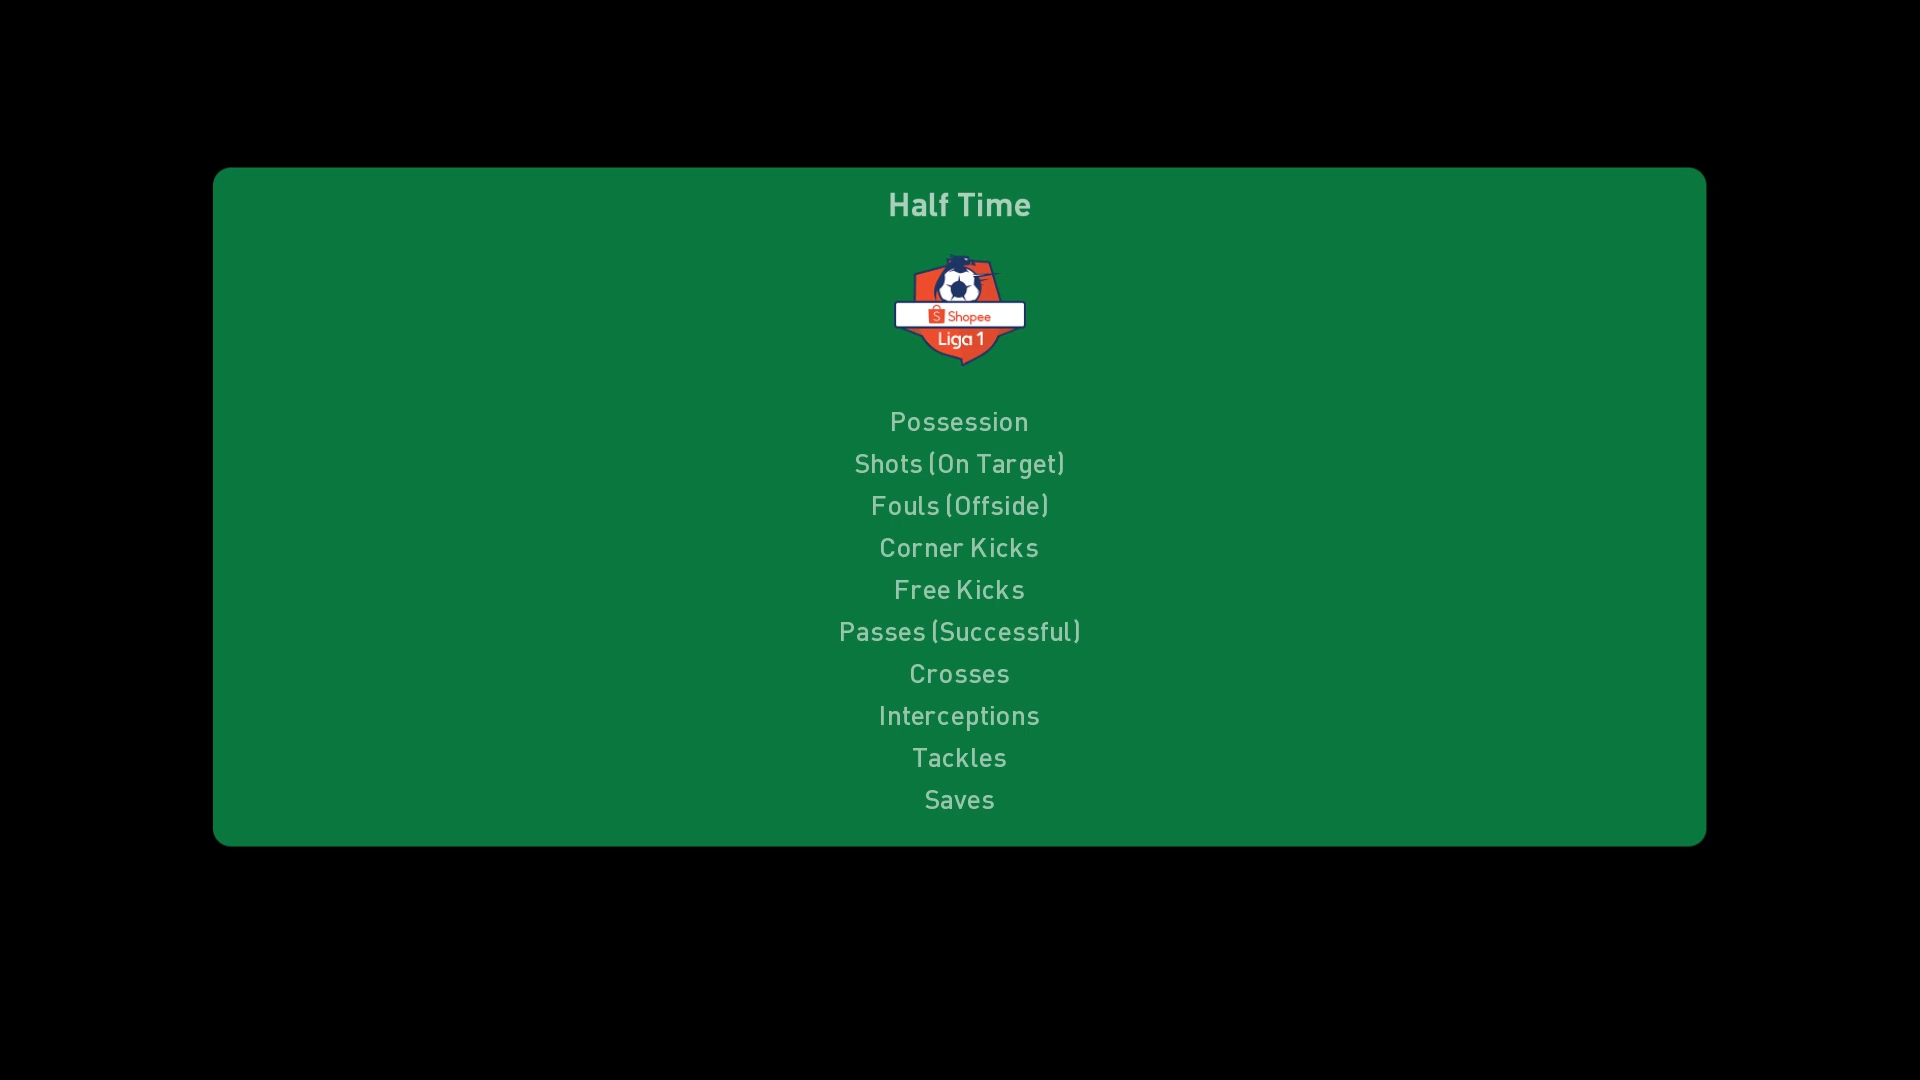 Half Time
Shopee
Liga 1
Possession
Shots (On Target)
Fouls (Offside)
Corner Kicks
Free Kicks
Passes (Successful)
Crosses
Interceptions
Tackles
Saves